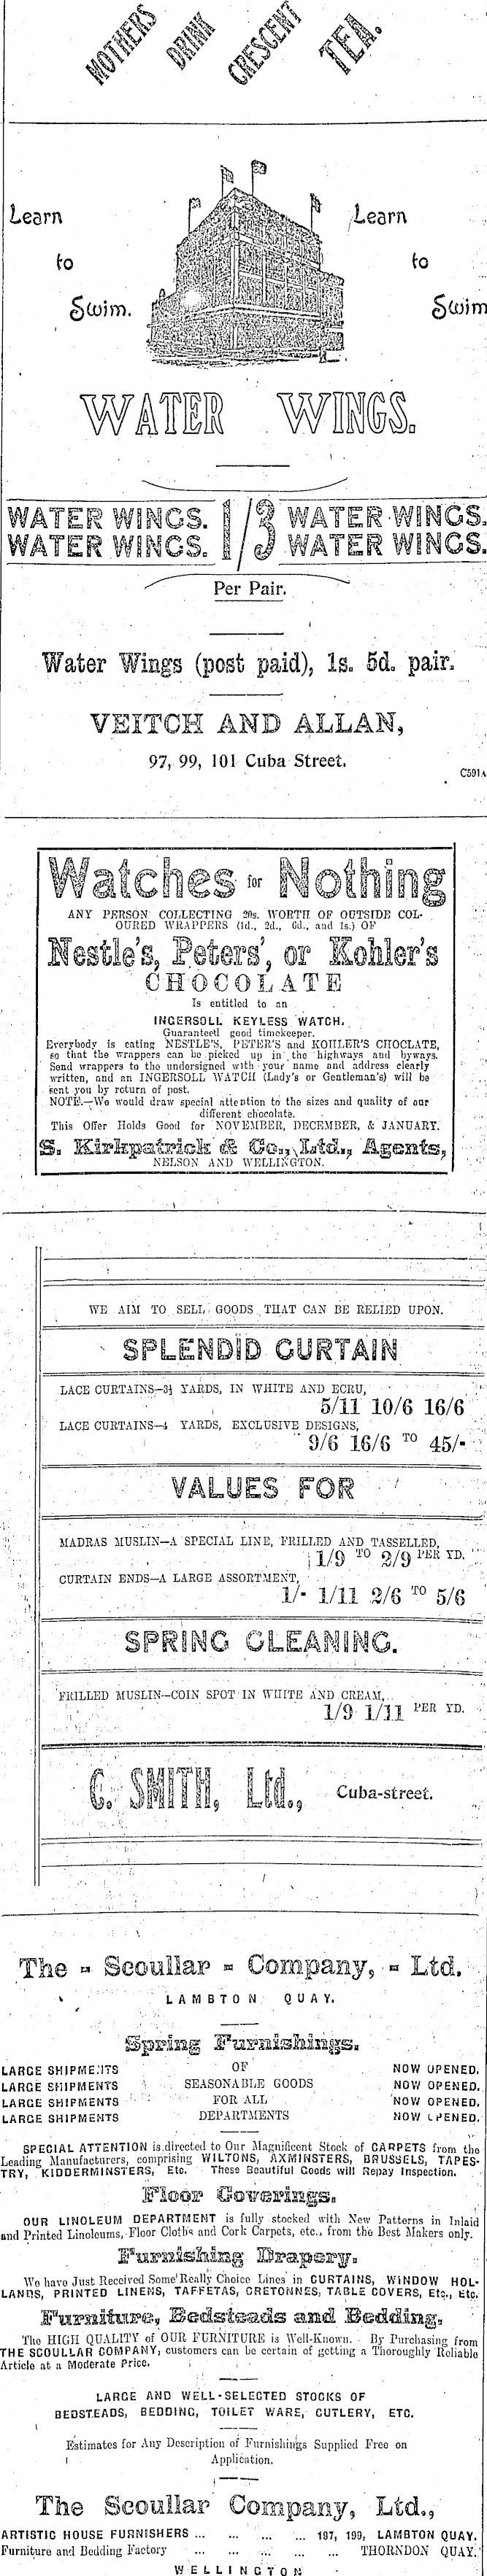 MOTHERS DRINK CRESCENT TEA.
Learn to Swim.
Learn to Swim
WATER WINGS.
WATER WINGS. 1/3 WATER WINGS.
WATER WINGS. WATER WINGS.
Per Pair.
Water Wings (post paid), 1s. 5d. pair.
VEITCH AND ALLAN,
97, 99, 101 Cuba Street.
C591A
Watches for Nothing
ANY PERSON COLLECTING 20s. WORTH OF OUTSIDE COL-
OURED WRAPPERS (1d., 2d., 6d., and 1s.) OF
Nestle's, Peters', or Kohler's
CHOCOLATE
Is entitled to an
INGERSOLL KEYLESS WATCH.
Guaranteed good timekeeper.
Everybody is eating NESTLE'S, PETER'S and KOHLER'S CHOCLATE,
so that the wrappers can be picked up in the highways and byways.
Send wrappers to the undersigned with your name and address clearly
written, and an INGERSOLL WATCH (Lady's or Gentleman's) will be
sent you by return of post.
NOTE.—We would draw special attention to the sizes and quality of our
different chocolate.
This Offer Holds Good for NOVEMBER, DECEMBER, & JANUARY.
S. Kirkpatrick & Co., Ltd., Agents,
NELSON AND WELLINGTON.
WE AIM TO SELL GOODS THAT CAN BE RELIED UPON.
SPLENDID CURTAIN
LACE CURTAINS—3½ YARDS, IN WHITE AND ECRU,
5/11 10/6 16/6
LACE CURTAINS—4 YARDS, EXCLUSIVE DESIGNS,
9/6 16/6 TO 45/-
VALUES FOR
MADRAS MUSLIN—A SPECIAL LINE, FRILLED AND TASSELLED,
1/9 TO 2/9 PER YD.
CURTAIN ENDS—A LARGE ASSORTMENT,
1/- 1/11 2/6 TO 5/6
SPRING CLEANING.
FRILLED MUSLIN—COIN SPOT IN WHITE AND CREAM,
1/9 1/11 PER YD.
C. SMITH, Ltd., Cuba-street.
The - Scoullar - Company, - Ltd.
LAMBTON QUAY.
Spring Furnishings.
LARGE SHIPMENTS OF NOW OPENED.
LARGE SHIPMENTS SEASONABLE GOODS NOW OPENED.
LARGE SHIPMENTS FOR ALL NOW OPENED.
LARGE SHIPMENTS DEPARTMENTS NOW OPENED.
SPECIAL ATTENTION is directed to Our Magnificent Stock of CARPETS from the
Leading Manufacturers, comprising WILTONS, AXMINSTERS, BRUSSELS, TAPES-
TRY, KIDDERMINSTERS, Etc. These Beautiful Goods will Repay Inspection.
Floor Coverings.
OUR LINOLEUM DEPARTMENT is fully stocked with New Patterns in Inlaid
and Printed Linoleums, Floor Cloths and Cork Carpets, etc., from the Best Makers only.
Furnishing Drapery.
We have Just Received Some Really Choice Lines in CURTAINS, WINDOW HOL-
LANDS, PRINTED LINENS, TAFFETAS, CRETONNES, TABLE COVERS, Etc., Etc.
Furniture, Bedsteads and Bedding.
The HIGH QUALITY of OUR FURNITURE is Well-Known. By Purchasing from
THE SCOULLAR COMPANY, customers can be certain of getting a Thoroughly Reliable
Article at a Moderate Price.
LARGE AND WELL-SELECTED STOCKS OF
BEDSTEADS, BEDDING, TOILET WARE, CUTLERY, ETC.
Estimates for Any Description of Furnishings Supplied Free on
Application.
The Scoullar Company, Ltd.,
ARTISTIC HOUSE FURNISHERS ... ... ... ... 197, 199, LAMBTON QUAY.
Furniture and Bedding Factory ... ... ... ... ... THORNDON QUAY.
WELLINGTON